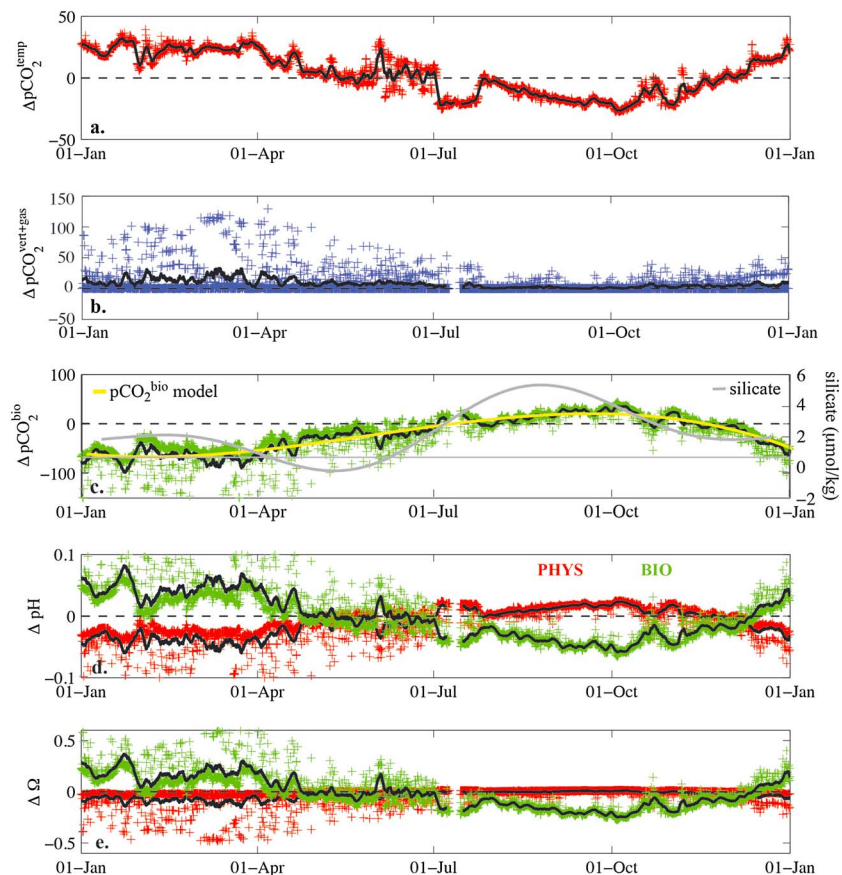 50
0
−50
ΔpCO₂ᵗᵉᵐᵖ
a.
01−Jan 01−Apr 01−Jul 01−Oct 01−Jan
150
100
50
0
−50
ΔpCO₂ᵛᵉʳᵗ⁺ᵍᵃˢ
b.
01−Jan 01−Apr 01−Jul 01−Oct 01−Jan
100
0
−100
ΔpCO₂ᵇⁱᵒ
pCO₂ᵇⁱᵒ model
silicate
6
5
4
3
2
1
0
−2
silicate (μmol/kg)
c.
01−Jan 01−Apr 01−Jul 01−Oct 01−Jan
0.1
0
−0.1
Δ pH
PHYS BIO
d.
01−Jan 01−Apr 01−Jul 01−Oct 01−Jan
0.5
0
−0.5
Δ Ω
e.
01−Jan 01−Apr 01−Jul 01−Oct 01−Jan